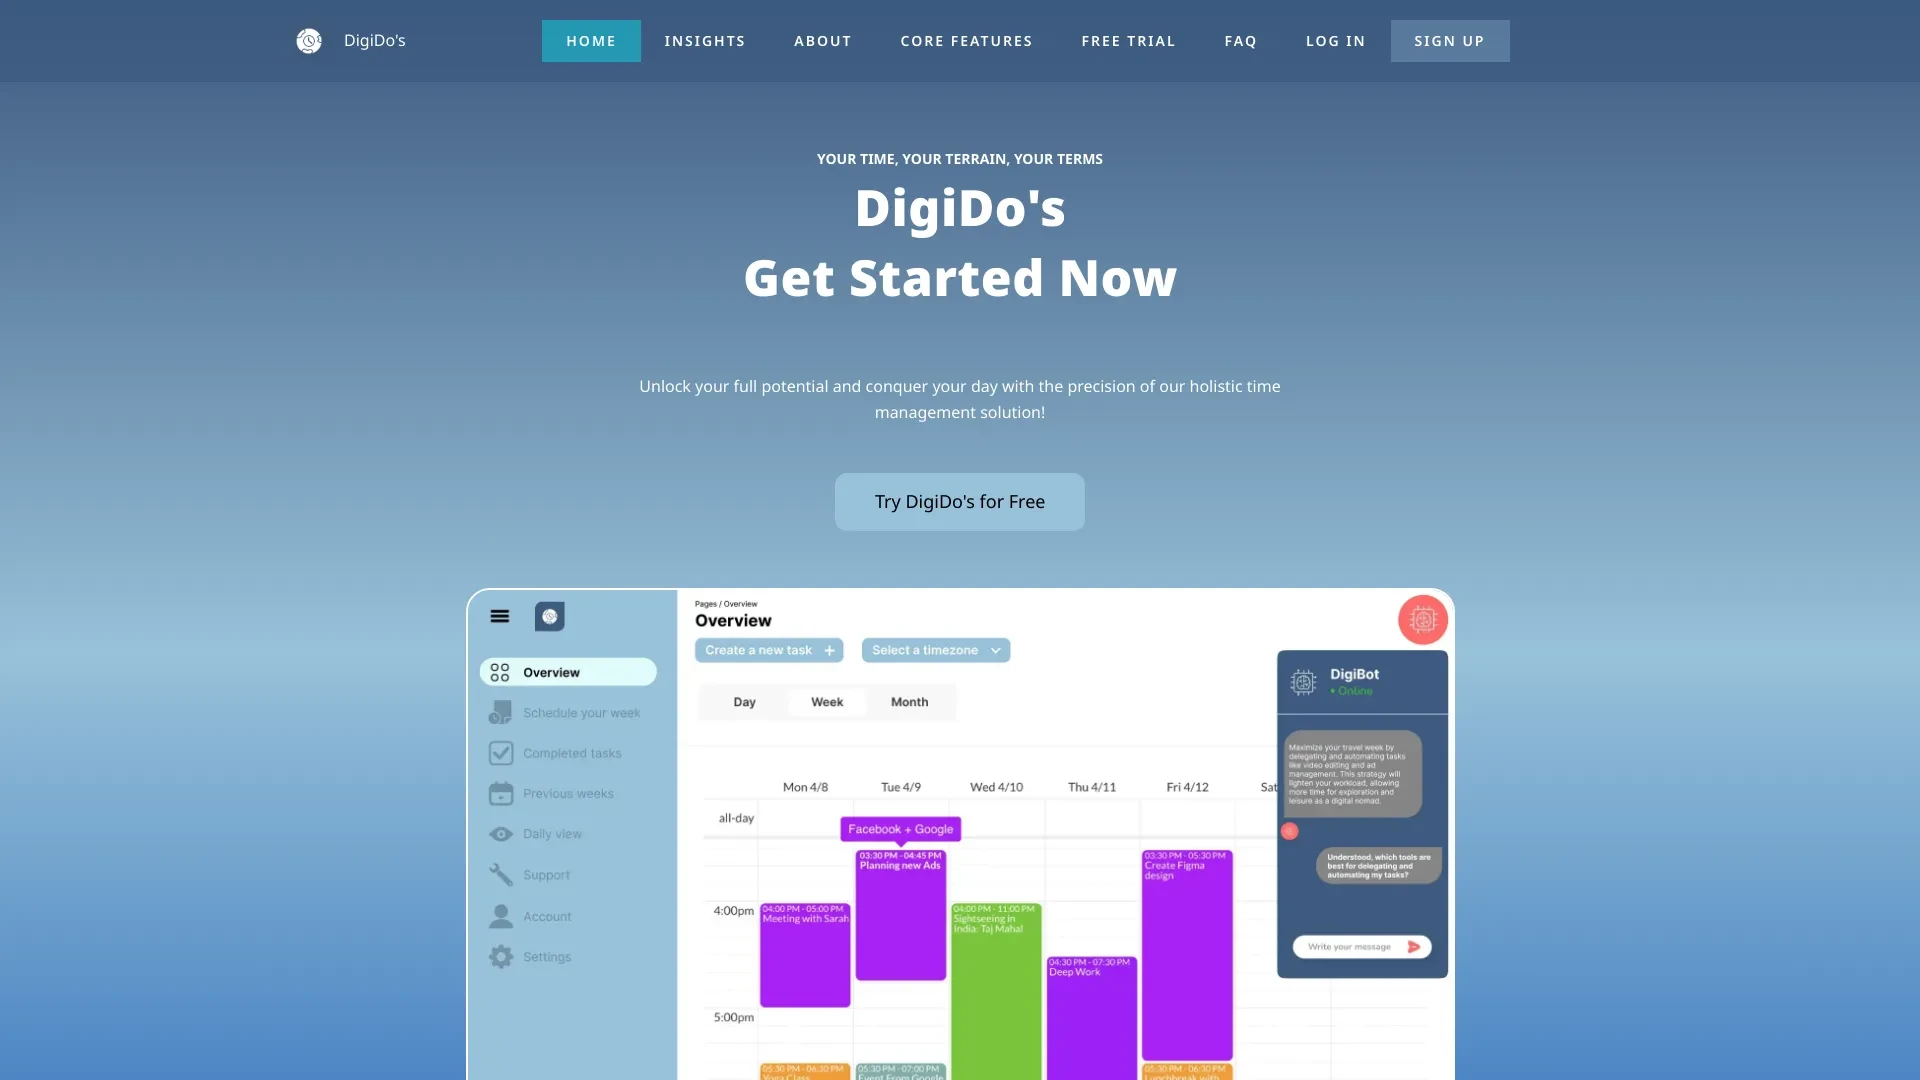 DigiDo's
HOME
INSIGHTS
ABOUT
CORE FEATURES
FREE TRIAL
FAQ
LOG IN
SIGN UP
YOUR TIME, YOUR TERRAIN, YOUR TERMS
DigiDo's
Get Started Now
Unlock your full potential and conquer your day with the precision of our holistic time
management solution!
Try DigiDo's for Free
Overview
Schedule your week
Completed tasks
Previous weeks
Daily view
Support
Account
Settings
Pages / Overview
Overview
Create a new task
Select a timezone
Day
Week
Month
Mon 4/8
Tue 4/9
Wed 4/10
Thu 4/11
Fri 4/12
Sat
all-day
4:00pm
5:00pm
Facebook + Google
04:00 PM - 05:00 PM
Meeting with Sarah
05:30 PM - 06:30 PM
Yoga Class
03:30 PM - 04:45 PM
Planning new Ads
05:30 PM - 07:00 PM
Event From Google
04:00 PM - 11:00 PM
Sightseeing in
India: Taj Mahal
04:30 PM - 07:30 PM
Deep Work
03:30 PM - 05:30 PM
Create Figma
design
05:30 PM - 06:30 PM
Lunchbreak with
DigiBot
• Online
Maximize your travel week by
delegating and automating tasks
like video editing and ad
management. This strategy will
lighten your workload, allowing
more time for exploration and
leisure as a digital nomad.
Understood, which tools are
best for delegating and
automating my tasks?
Write your message